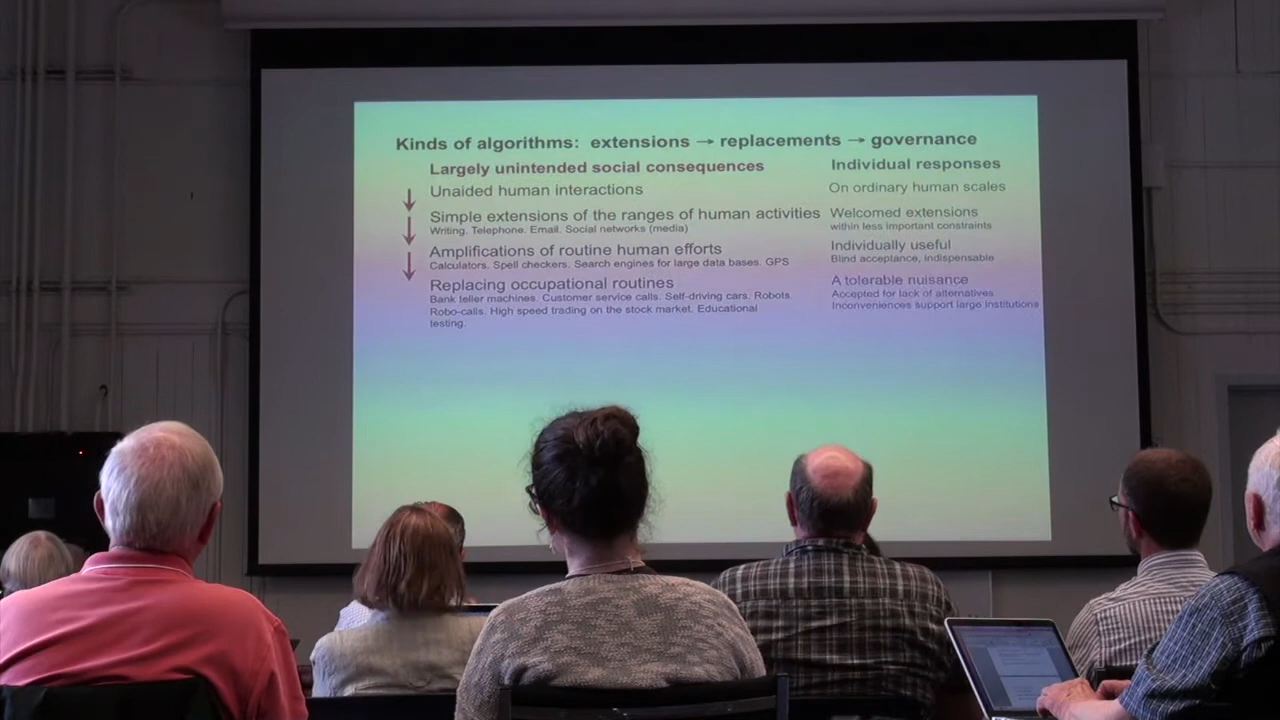 Kinds of algorithms: extensions → replacements → governance
Largely unintended social consequences
Individual responses
Unaided human interactions
On ordinary human scales
Simple extensions of the ranges of human activities
Welcomed extensions
Writing. Telephone. Email. Social networks (media)
within less important constraints
Amplifications of routine human efforts
Individually useful
Calculators. Spell checkers. Search engines for large data bases. GPS
Blind acceptance, Indispensable
Replacing occupational routines
A tolerable nuisance
Bank teller machines. Customer service calls. Self-driving cars. Robots.
Accepted for lack of alternatives
Robo-calls. High speed trading on the stock market. Educational
Inconveniences support large Institutions
testing.